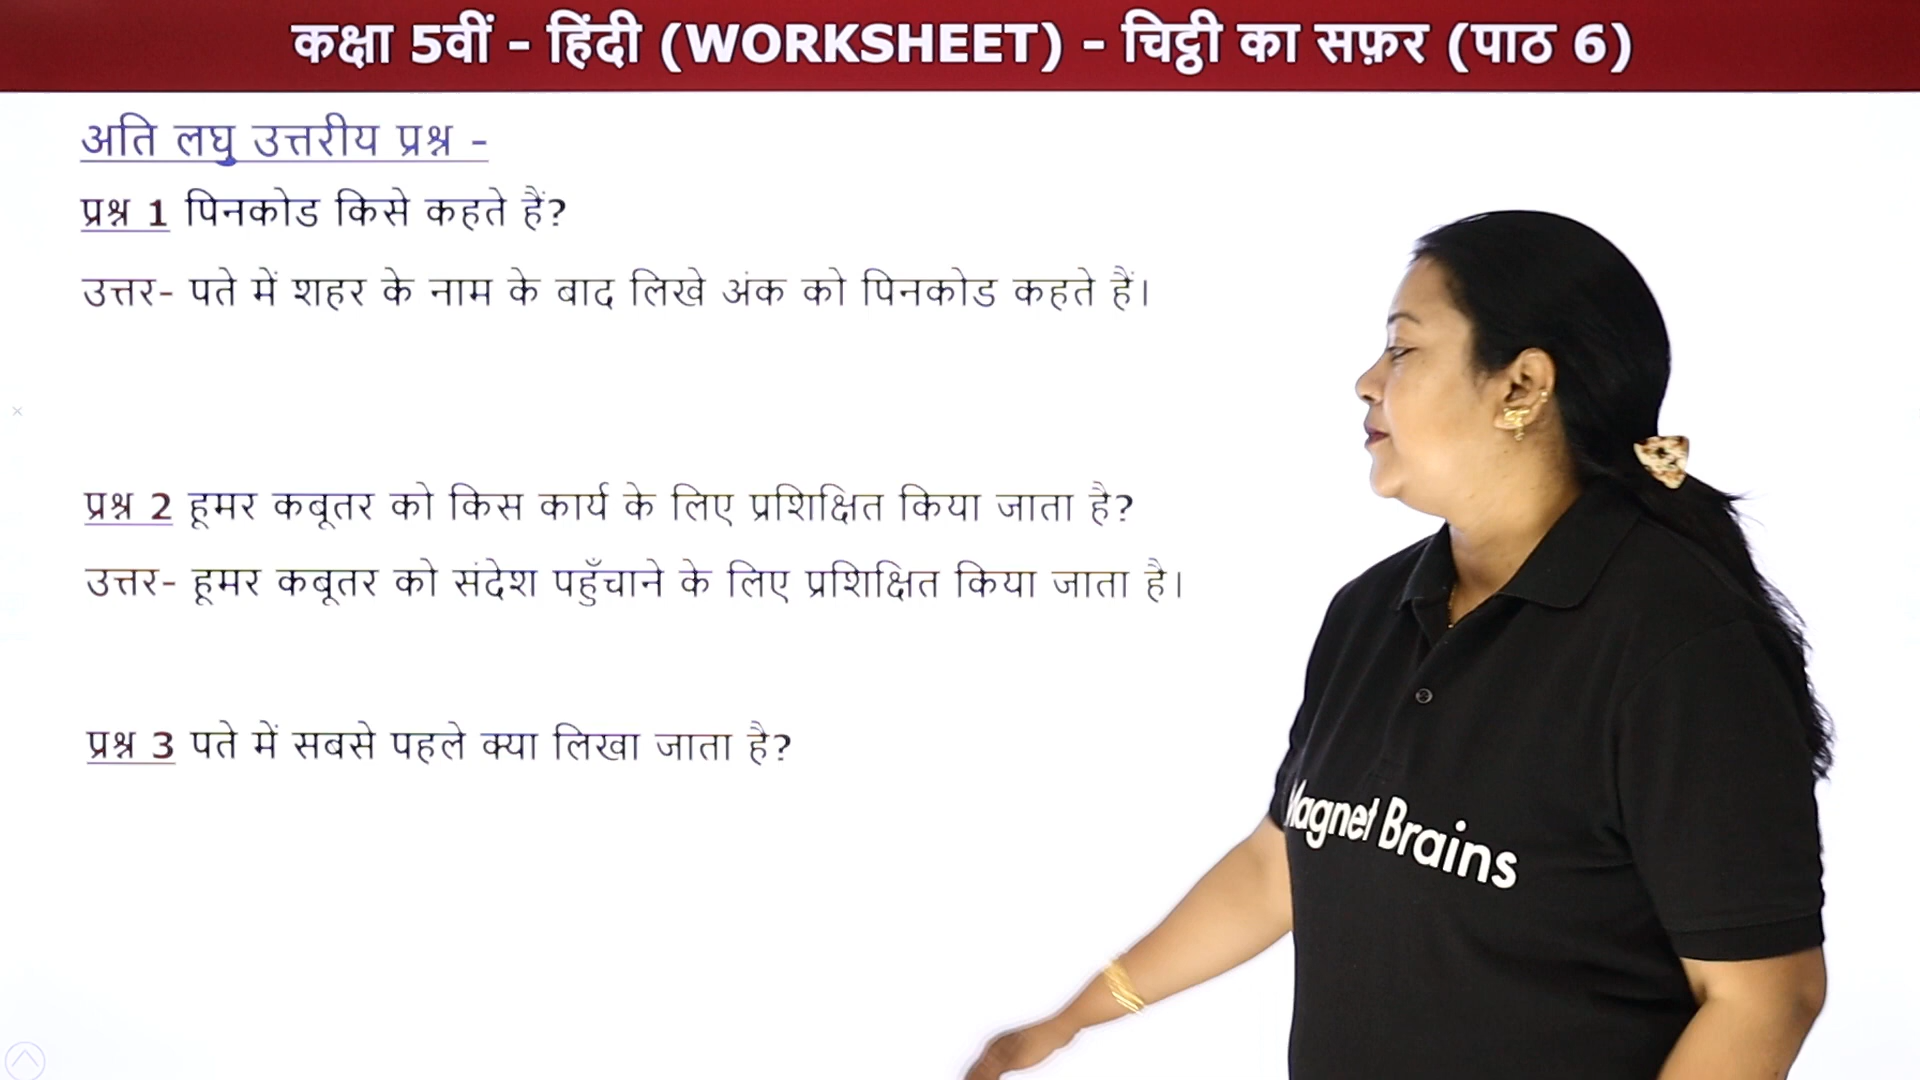 कक्षा 5वीं - हिंदी (WORKSHEET) - चिट्ठी का सफ़र (पाठ 6)
अति लघु उत्तरीय प्रश्न -
प्रश्न 1 पिनकोड किसे कहते हैं?
उत्तर- पते में शहर के नाम के बाद लिखे अंक को पिनकोड कहते हैं।
प्रश्न 2 हूमर कबूतर को किस कार्य के लिए प्रशिक्षित किया जाता है?
उत्तर- हूमर कबूतर को संदेश पहुँचाने के लिए प्रशिक्षित किया जाता है।
प्रश्न 3 पते में सबसे पहले क्या लिखा जाता है?
Magnet Brains